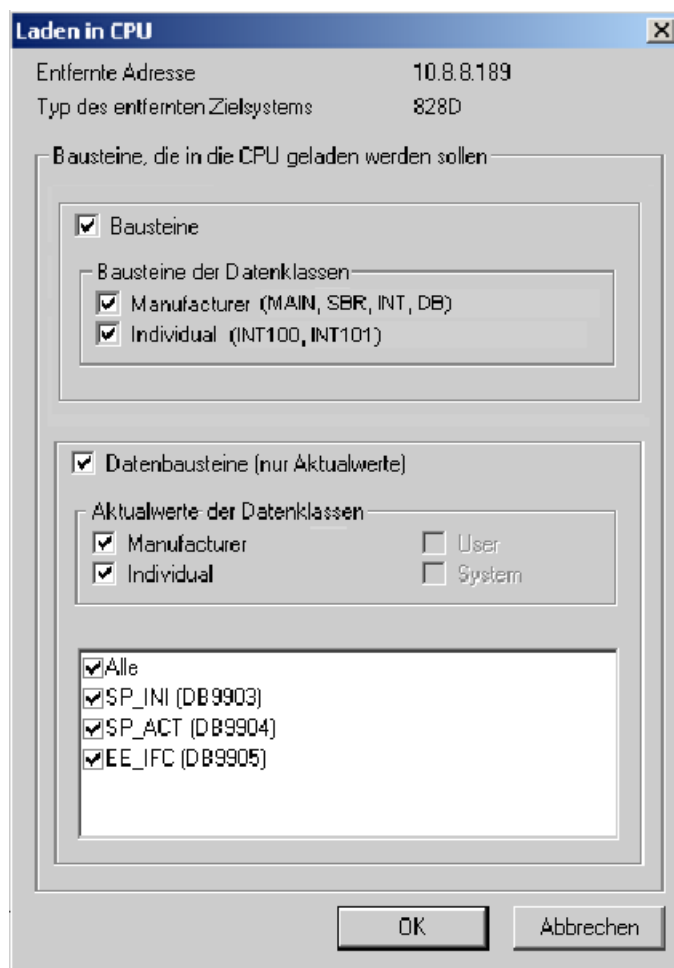 Laden in CPU
Entfernte Adresse 10.8.8.189
Typ des entfernten Zielsystems 828D
Bausteine, die in die CPU geladen werden sollen
Bausteine
Bausteine der Datenklassen
Manufacturer (MAIN, SBR, INT, DB)
Individual (INT100, INT101)
Datenbausteine (nur Aktualwerte)
Aktualwerte der Datenklassen
Manufacturer User
Individual System
Alle
SP_INI (DB9903)
SP_ACT (DB9904)
EE_IFC (DB9905)
OK Abbrechen